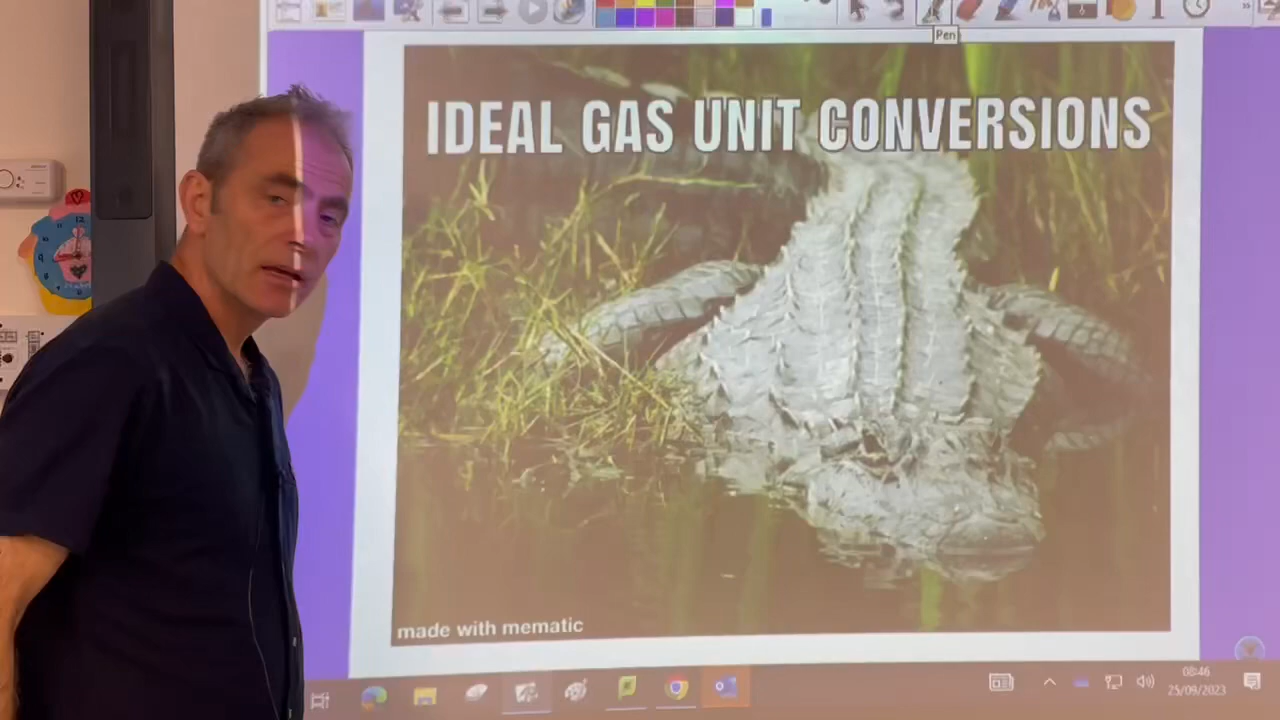 Pen
IDEAL GAS UNIT CONVERSIONS
made with mematic
08:46
25/09/2023